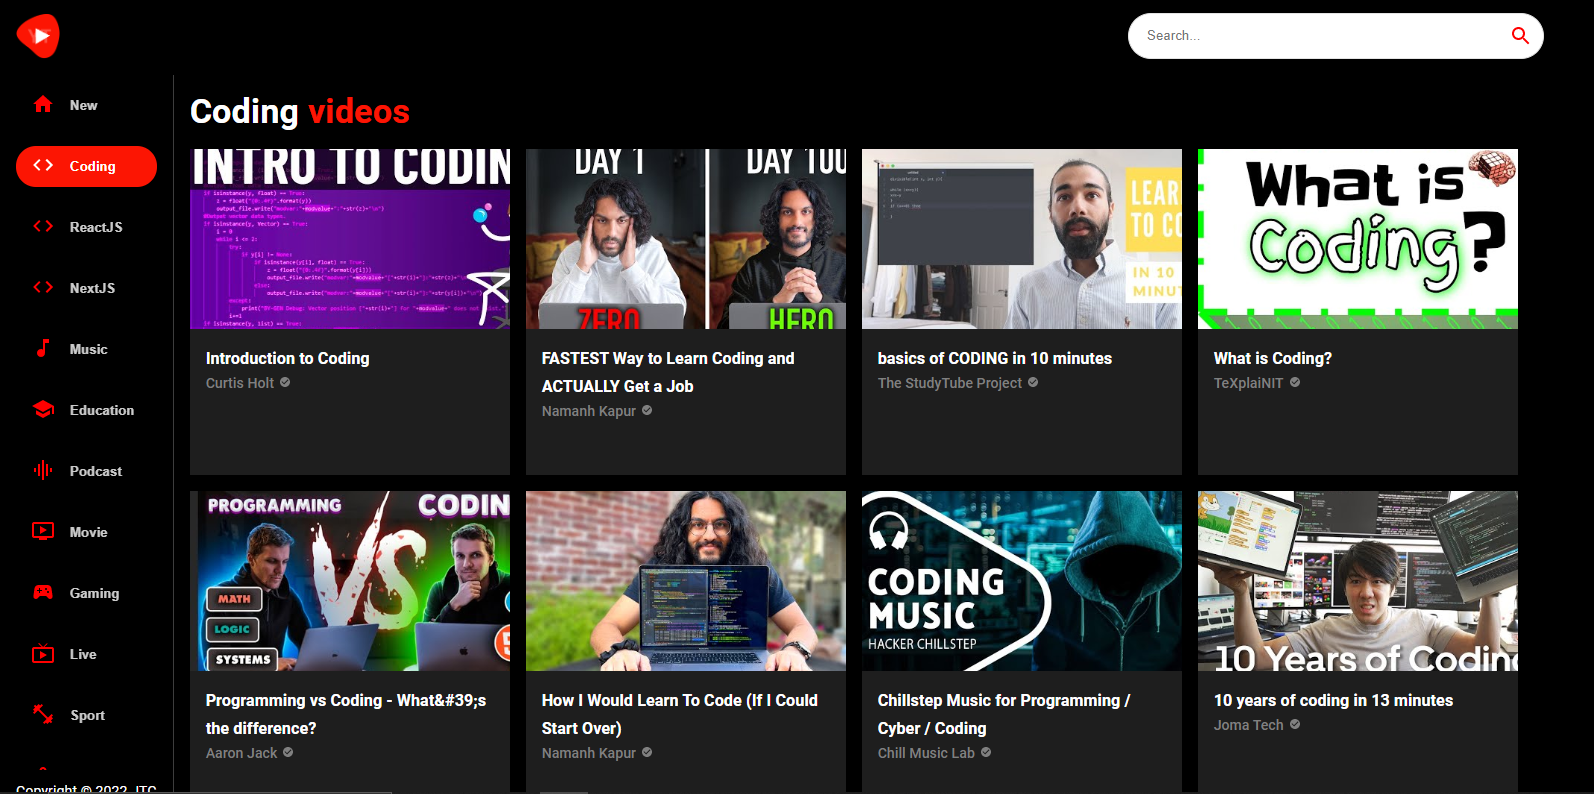 Search...
New
Coding
ReactJS
NextJS
Music
Education
Podcast
Movie
Gaming
Live
Sport
Copyright © 2022 JTC
Coding videos
INTRO TO CODIN
DAY 1
DAY 100
ZERO
HERO
LEAR
TO CO
IN 10
MINUT
What is
Coding?
Introduction to Coding
Curtis Holt
FASTEST Way to Learn Coding and
ACTUALLY Get a Job
Namanh Kapur
basics of CODING in 10 minutes
The StudyTube Project
What is Coding?
TeXplaiNIT
PROGRAMMING
CODIN
VS
MATH
LOGIC
SYSTEMS
5
CODING
MUSIC
HACKER CHILLSTEP
10 Years of Coding
Programming vs Coding - What&#39;s
the difference?
Aaron Jack
How I Would Learn To Code (If I Could
Start Over)
Namanh Kapur
Chillstep Music for Programming /
Cyber / Coding
Chill Music Lab
10 years of coding in 13 minutes
Joma Tech